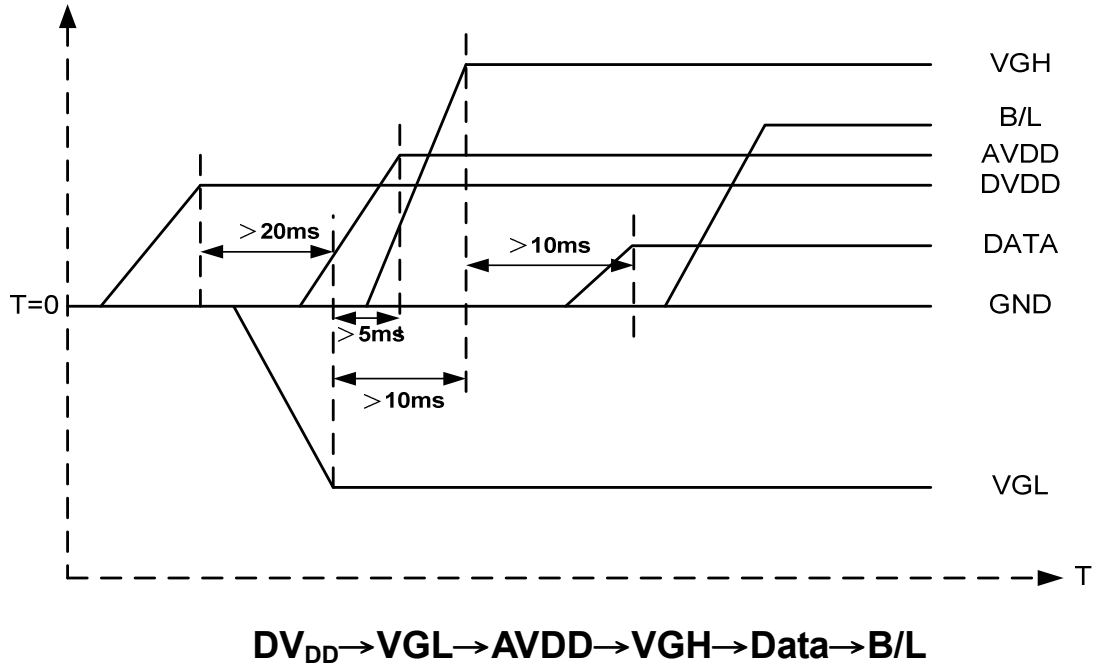 VGH
B/L
AVDD
DVDD
>20ms
>10ms
DATA
T=0
GND
>5ms
>10ms
VGL
T
DVDD→VGL→AVDD→VGH→Data→B/L